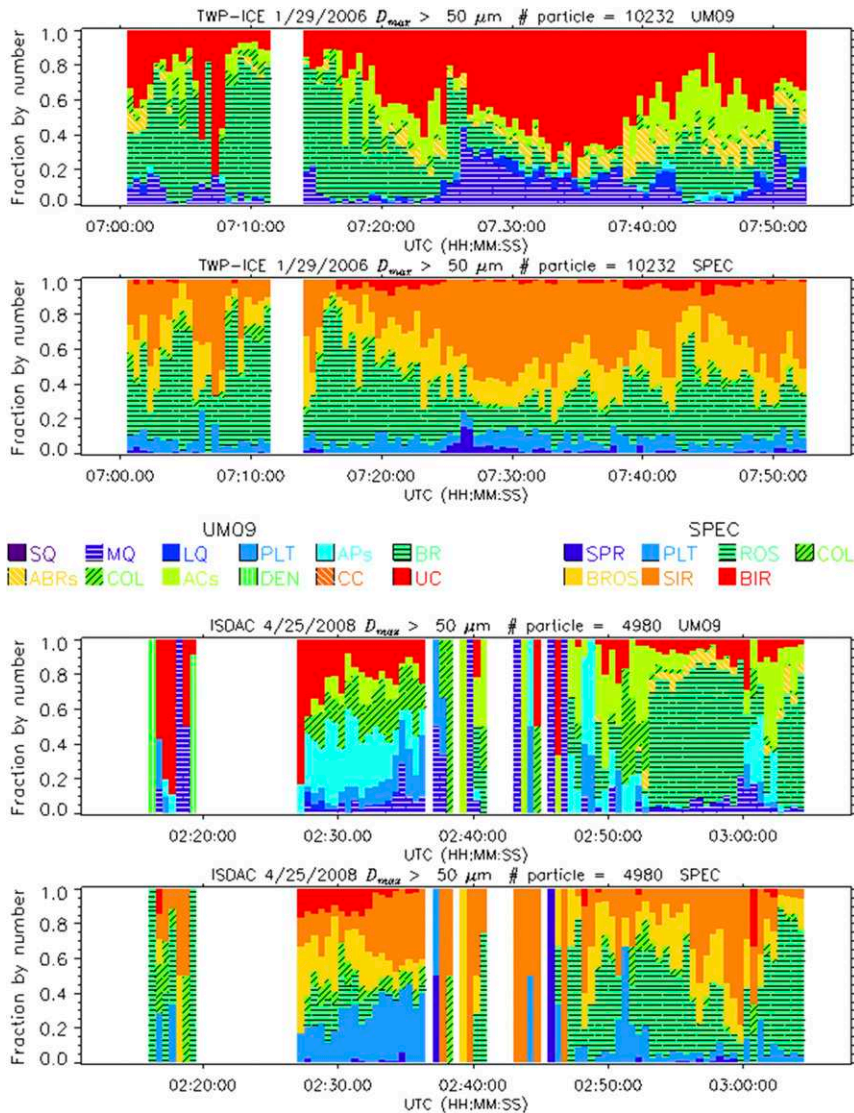 TWP-ICE 1/29/2006 Dmax > 50 μm # particle = 10232 UM09
Fraction by number
1.0
0.8
0.6
0.4
0.2
0.0
07:00:00 07:10:00 07:20:00 07:30:00 07:40:00 07:50:00
UTC (HH:MM:SS)
TWP-ICE 1/29/2006 Dmax > 50 μm # particle = 10232 SPEC
Fraction by number
1.0
0.8
0.6
0.4
0.2
0.0
07:00:00 07:10:00 07:20:00 07:30:00 07:40:00 07:50:00
UTC (HH:MM:SS)
UM09 SPEC
SQ MQ LQ PLT APs BR SPR PLT ROS COL
ABRs COL ACs DEN CC UC BROS SIR BIR
ISDAC 4/25/2008 Dmax > 50 μm # particle = 4980 UM09
Fraction by number
1.0
0.8
0.6
0.4
0.2
0.0
02:20:00 02:30:00 02:40:00 02:50:00 03:00:00
UTC (HH:MM:SS)
ISDAC 4/25/2008 Dmax > 50 μm # particle = 4980 SPEC
Fraction by number
1.0
0.8
0.6
0.4
0.2
0.0
02:20:00 02:30:00 02:40:00 02:50:00 03:00:00
UTC (HH:MM:SS)